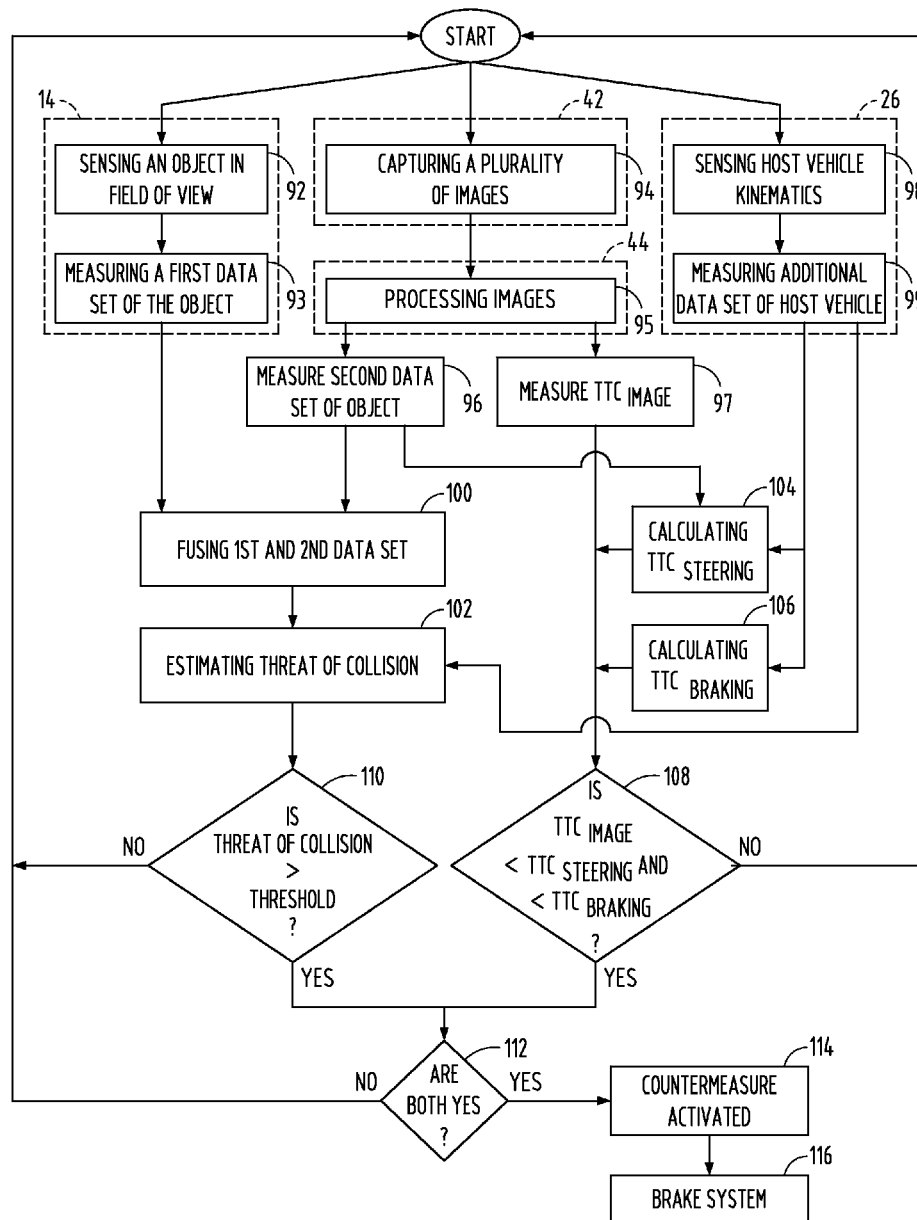 START
14
42
26
SENSING AN OBJECT IN
FIELD OF VIEW
92
CAPTURING A PLURALITY
OF IMAGES
94
SENSING HOST VEHICLE
KINEMATICS
98
44
MEASURING A FIRST DATA
SET OF THE OBJECT
93
PROCESSING IMAGES
95
MEASURING ADDITIONAL
DATA SET OF HOST VEHICLE
99
MEASURE SECOND DATA
SET OF OBJECT
96
MEASURE TTC IMAGE
97
100
FUSING 1ST AND 2ND DATA SET
104
CALCULATING
TTC STEERING
102
ESTIMATING THREAT OF COLLISION
106
CALCULATING
TTC BRAKING
110
IS
THREAT OF COLLISION
>
THRESHOLD
?
NO
YES
108
IS
TTC IMAGE
< TTC STEERING AND
< TTC BRAKING
?
NO
YES
112
ARE
BOTH YES
?
NO
YES
114
COUNTERMEASURE
ACTIVATED
116
BRAKE SYSTEM